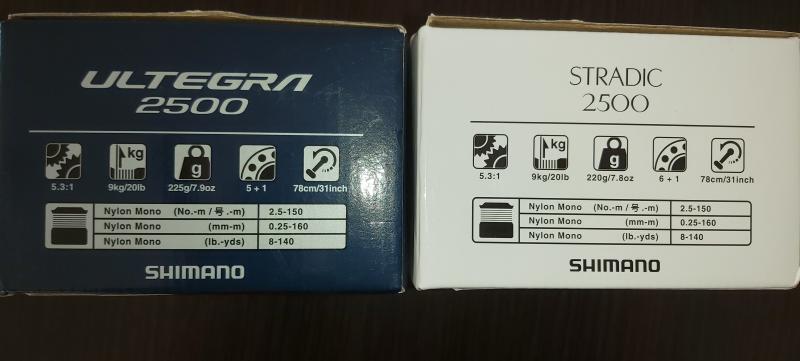 ULTEGRA
2500
kg
g
5.3:1
9kg/20lb
225g/7.9oz
5 + 1
78cm/31inch
Nylon Mono (No.-m / 号.-m) 2.5-150
Nylon Mono (mm-m) 0.25-160
Nylon Mono (lb.-yds) 8-140
SHIMANO
STRADIC
2500
kg
g
5.3:1
9kg/20lb
220g/7.8oz
6 + 1
78cm/31inch
Nylon Mono (No.-m / 号.-m) 2.5-150
Nylon Mono (mm-m) 0.25-160
Nylon Mono (lb.-yds) 8-140
SHIMANO